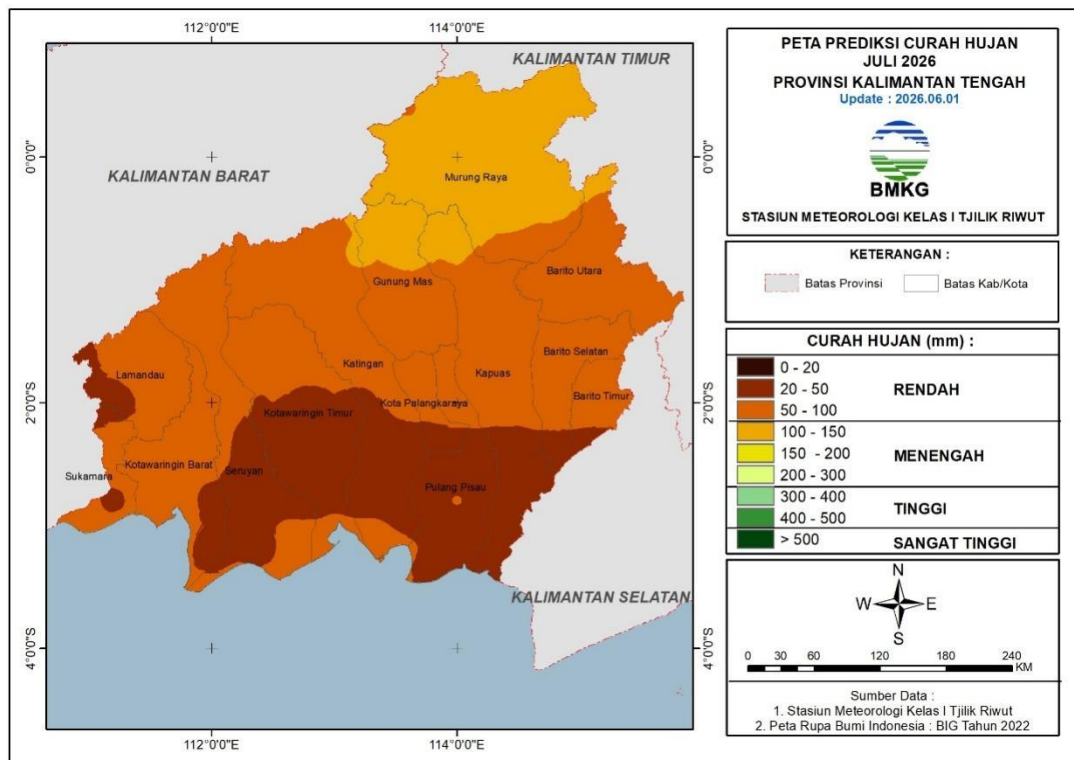 112°0'0"E
114°0'0"E
KALIMANTAN TIMUR
0°0'0"
0°0'0"
KALIMANTAN BARAT
Murung Raya
Barito Utara
Gunung Mas
Barito Selatan
Katingan
Kapuas
Lamandau
Barito Timur
2°0'0"S
2°0'0"S
Kotawaringin Timur
Kota Palangkaraya
Kotawaringin Barat
Seruyan
Sukamara
Pulang Pisau
KALIMANTAN SELATAN
4°0'0"S
4°0'0"S
112°0'0"E
114°0'0"E
PETA PREDIKSI CURAH HUJAN
JULI 2026
PROVINSI KALIMANTAN TENGAH
Update : 2026.06.01
BMKG
STASIUN METEOROLOGI KELAS I TJILIK RIWUT
KETERANGAN :
Batas Provinsi
Batas Kab/Kota
CURAH HUJAN (mm) :
0 - 20
20 - 50
RENDAH
50 - 100
100 - 150
150 - 200
MENENGAH
200 - 300
300 - 400
TINGGI
400 - 500
> 500
SANGAT TINGGI
N
W E
S
0 30 60 120 180 240
KM
Sumber Data :
1. Stasiun Meteorologi Kelas I Tjilik Riwut
2. Peta Rupa Bumi Indonesia : BIG Tahun 2022